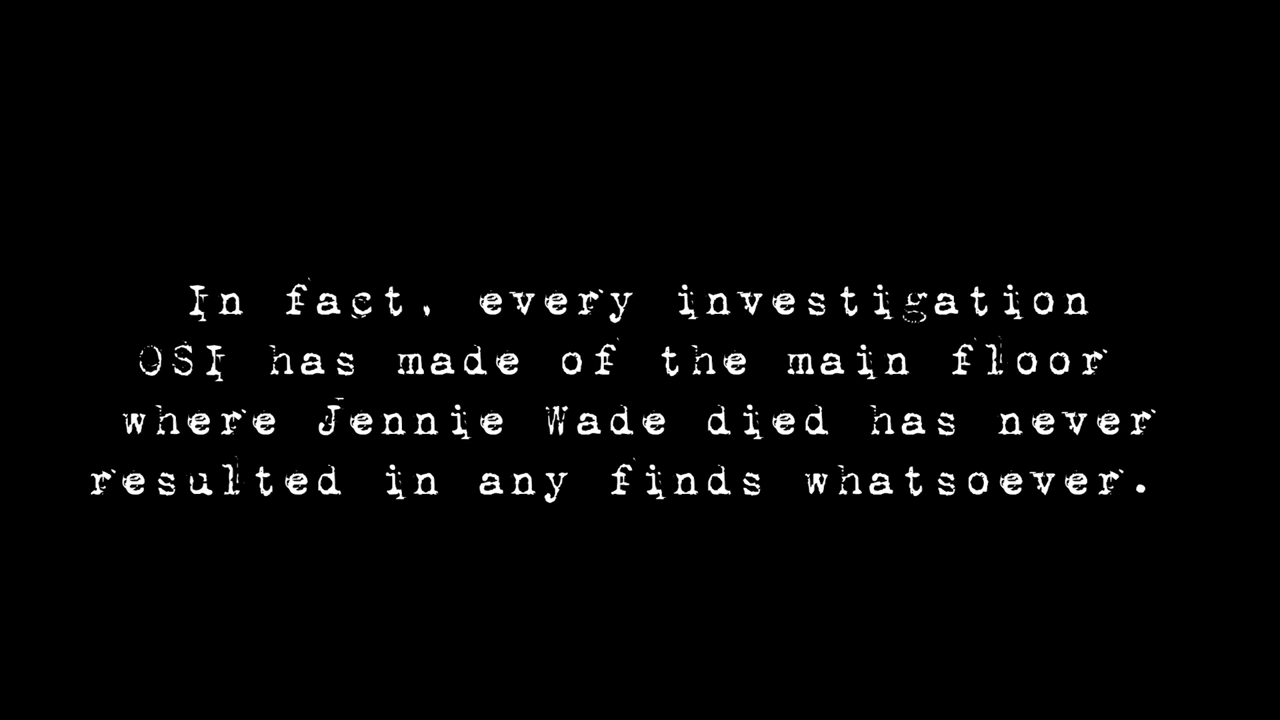 In fact, every investigation
OSI has made of the main floor
where Jennie Wade died has never
resulted in any finds whatsoever.